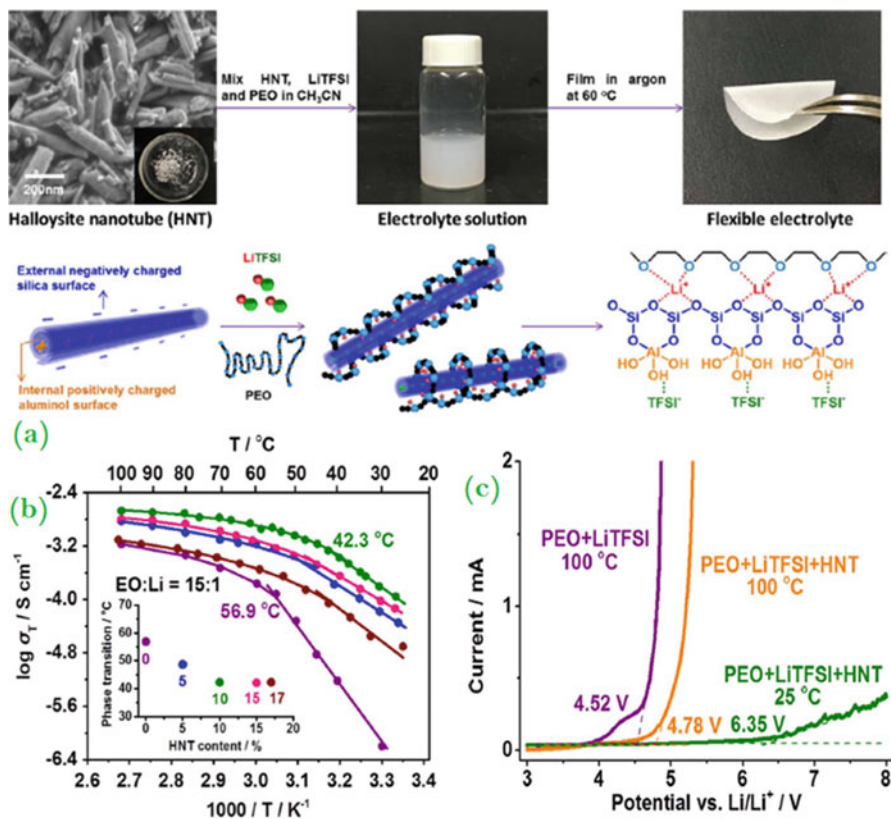 Mix HNT, LiTFSI
and PEO in CH₃CN
Film in argon
at 60 °C
200nm
Halloysite nanotube (HNT)
Electrolyte solution
Flexible electrolyte
External negatively charged
silica surface
Internal positively charged
aluminol surface
LiTFSI
PEO
O O O O O O
Li⁺ Li⁺ Li⁺
O O O O O O O
Si Si Si Si Si Si
O O O O O O
HO Al OH HO Al OH HO Al OH
OH OH OH
TFSI⁻ TFSI⁻ TFSI⁻
(a)
T / °C
100 90 80 70 60 50 40 30 20
(b)
log σT / S cm⁻¹
-2.4
-3.2
-4.0
-4.8
-5.6
-6.4
42.3 °C
EO:Li = 15:1
56.9 °C
Phase transition / °C
70
60
50
40
30
0
5
10
15
17
0 5 10 15 20
HNT content / %
2.6 2.7 2.8 2.9 3.0 3.1 3.2 3.3 3.4
1000 / T / K⁻¹
(c)
Current / mA
2
1
0
PEO+LiTFSI
100 °C
PEO+LiTFSI+HNT
100 °C
PEO+LiTFSI+HNT
25 °C
4.52 V
4.78 V
6.35 V
3 4 5 6 7 8
Potential vs. Li/Li⁺ / V